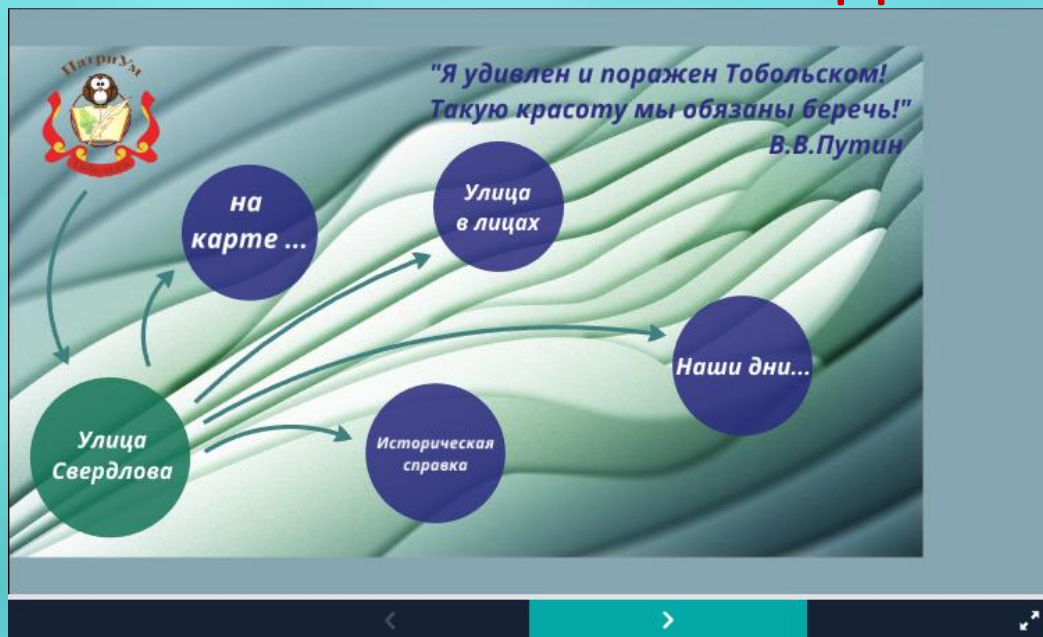 ПатриУм
"Я удивлен и поражен Тобольском!
Такую красоту мы обязаны беречь!"
В.В.Путин
на
карте ...
Улица
в лицах
Наши дни...
Улица
Свердлова
Историческая
справка